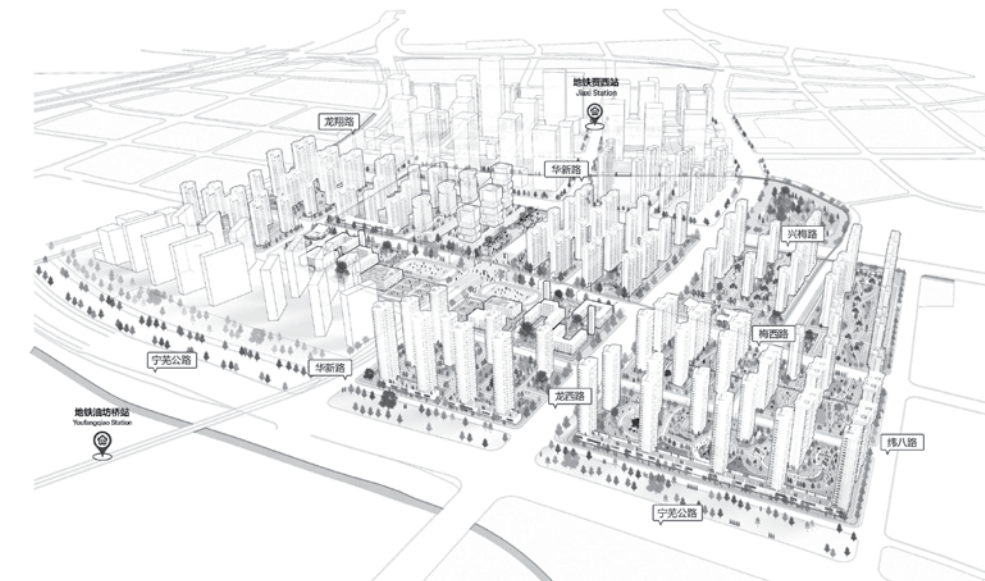 地铁贾西站
Jiaxi Station
龙翔路
华新路
兴梅路
梅西路
宁芜公路
华新路
龙西路
地铁油坊桥站
Youfangqiao Station
纬八路
宁芜公路